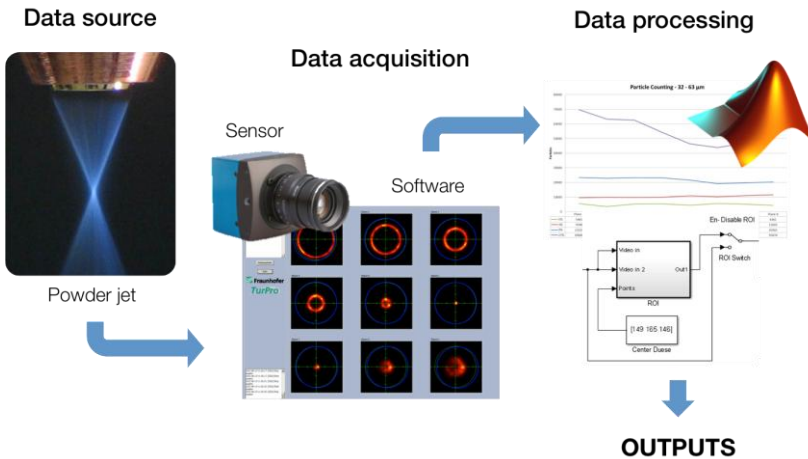 Data source
Data acquisition
Data processing
Powder jet
Sensor
Software
Fraunhofer
TurPro
Particle Counting - 32 - 63 µm
En- Disable ROI
ROI Switch
Video in
Video in 2
Points
Out1
ROI
[149 165 146]
Center Duese
OUTPUTS